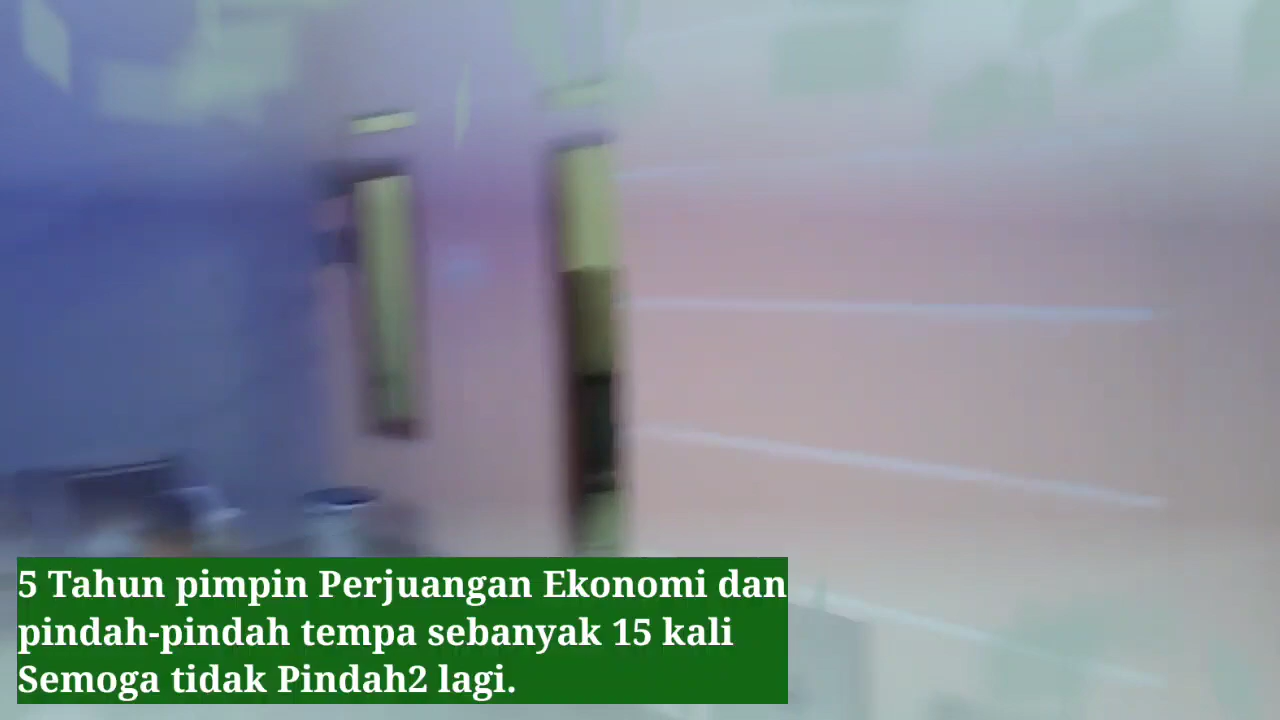 5 Tahun pimpin Perjuangan Ekonomi dan
pindah-pindah tempa sebanyak 15 kali
Semoga tidak Pindah2 lagi.